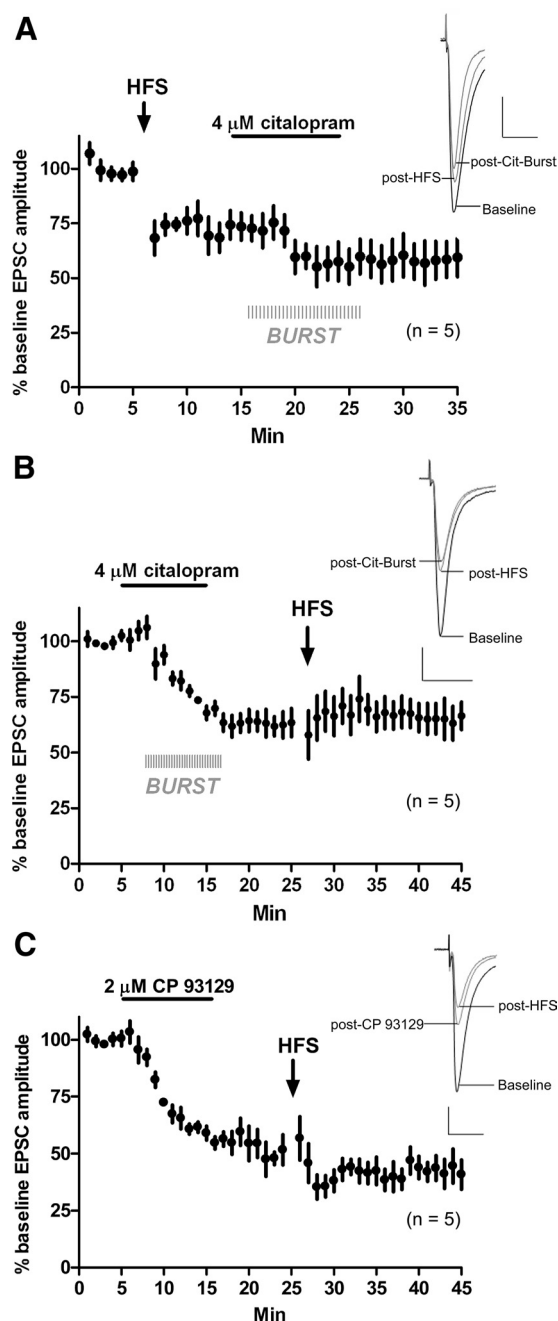 A
HFS
4 µM citalopram
post-Cit-Burst
post-HFS
Baseline
% baseline EPSC amplitude
100
75
50
25
0
BURST
(n = 5)
0 5 10 15 20 25 30 35
Min
B
4 µM citalopram
HFS
post-Cit-Burst
post-HFS
Baseline
% baseline EPSC amplitude
100
75
50
25
0
BURST
(n = 5)
0 5 10 15 20 25 30 35 40 45
Min
C
2 µM CP 93129
HFS
post-HFS
post-CP 93129
Baseline
% baseline EPSC amplitude
100
75
50
25
0
(n = 5)
0 5 10 15 20 25 30 35 40 45
Min